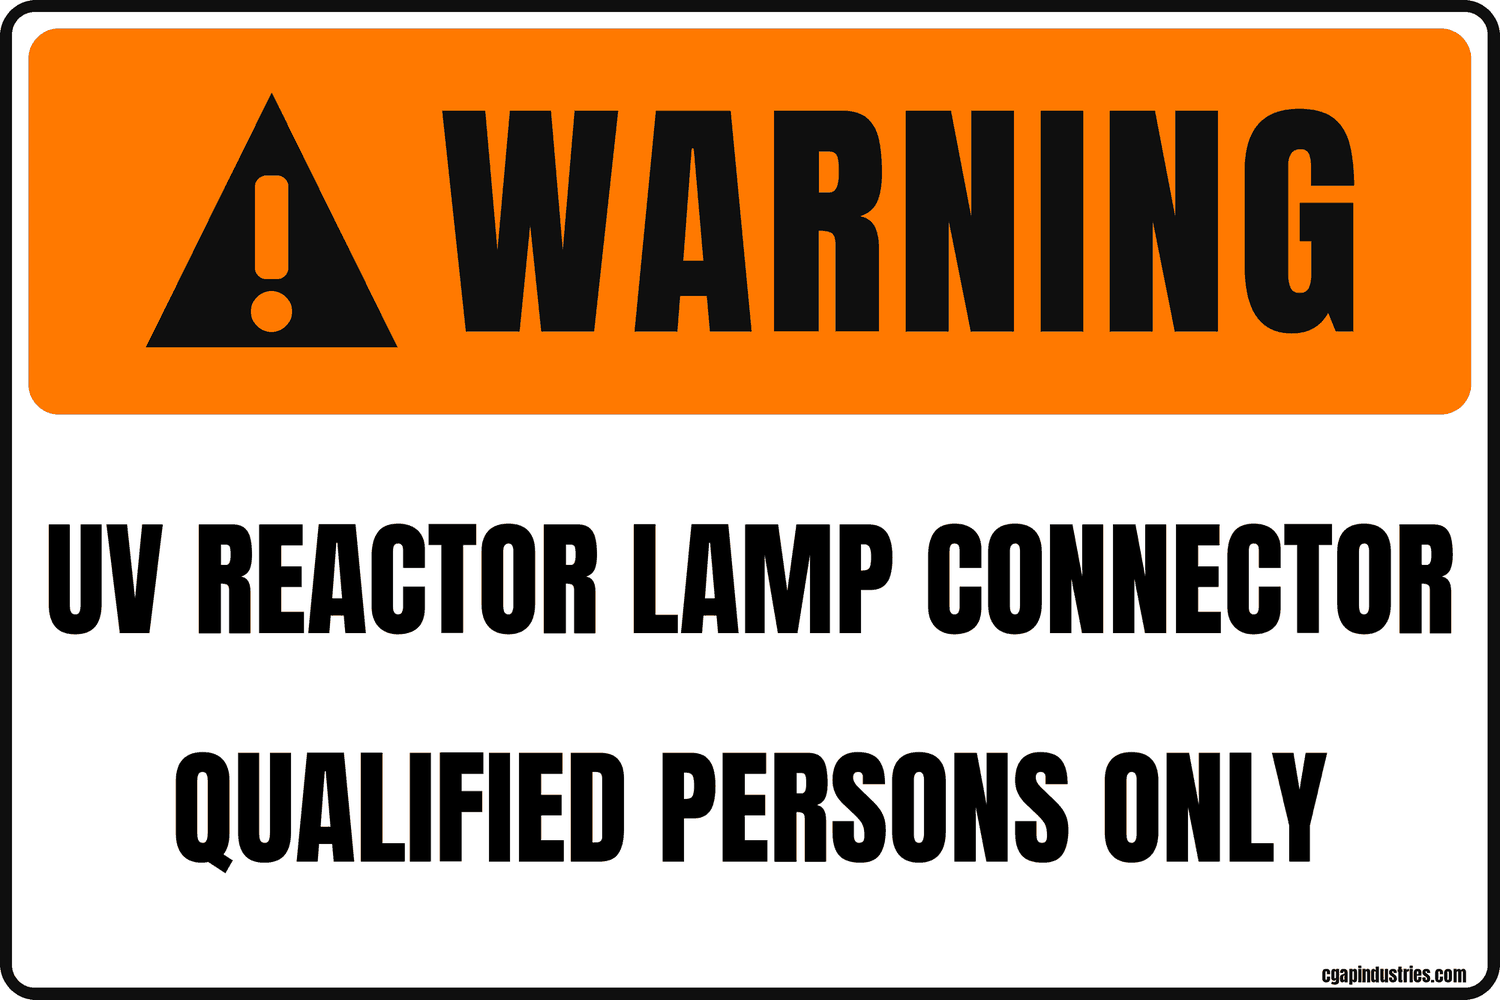 WARNING
UV REACTOR LAMP CONNECTOR
QUALIFIED PERSONS ONLY
cgapindustries.com